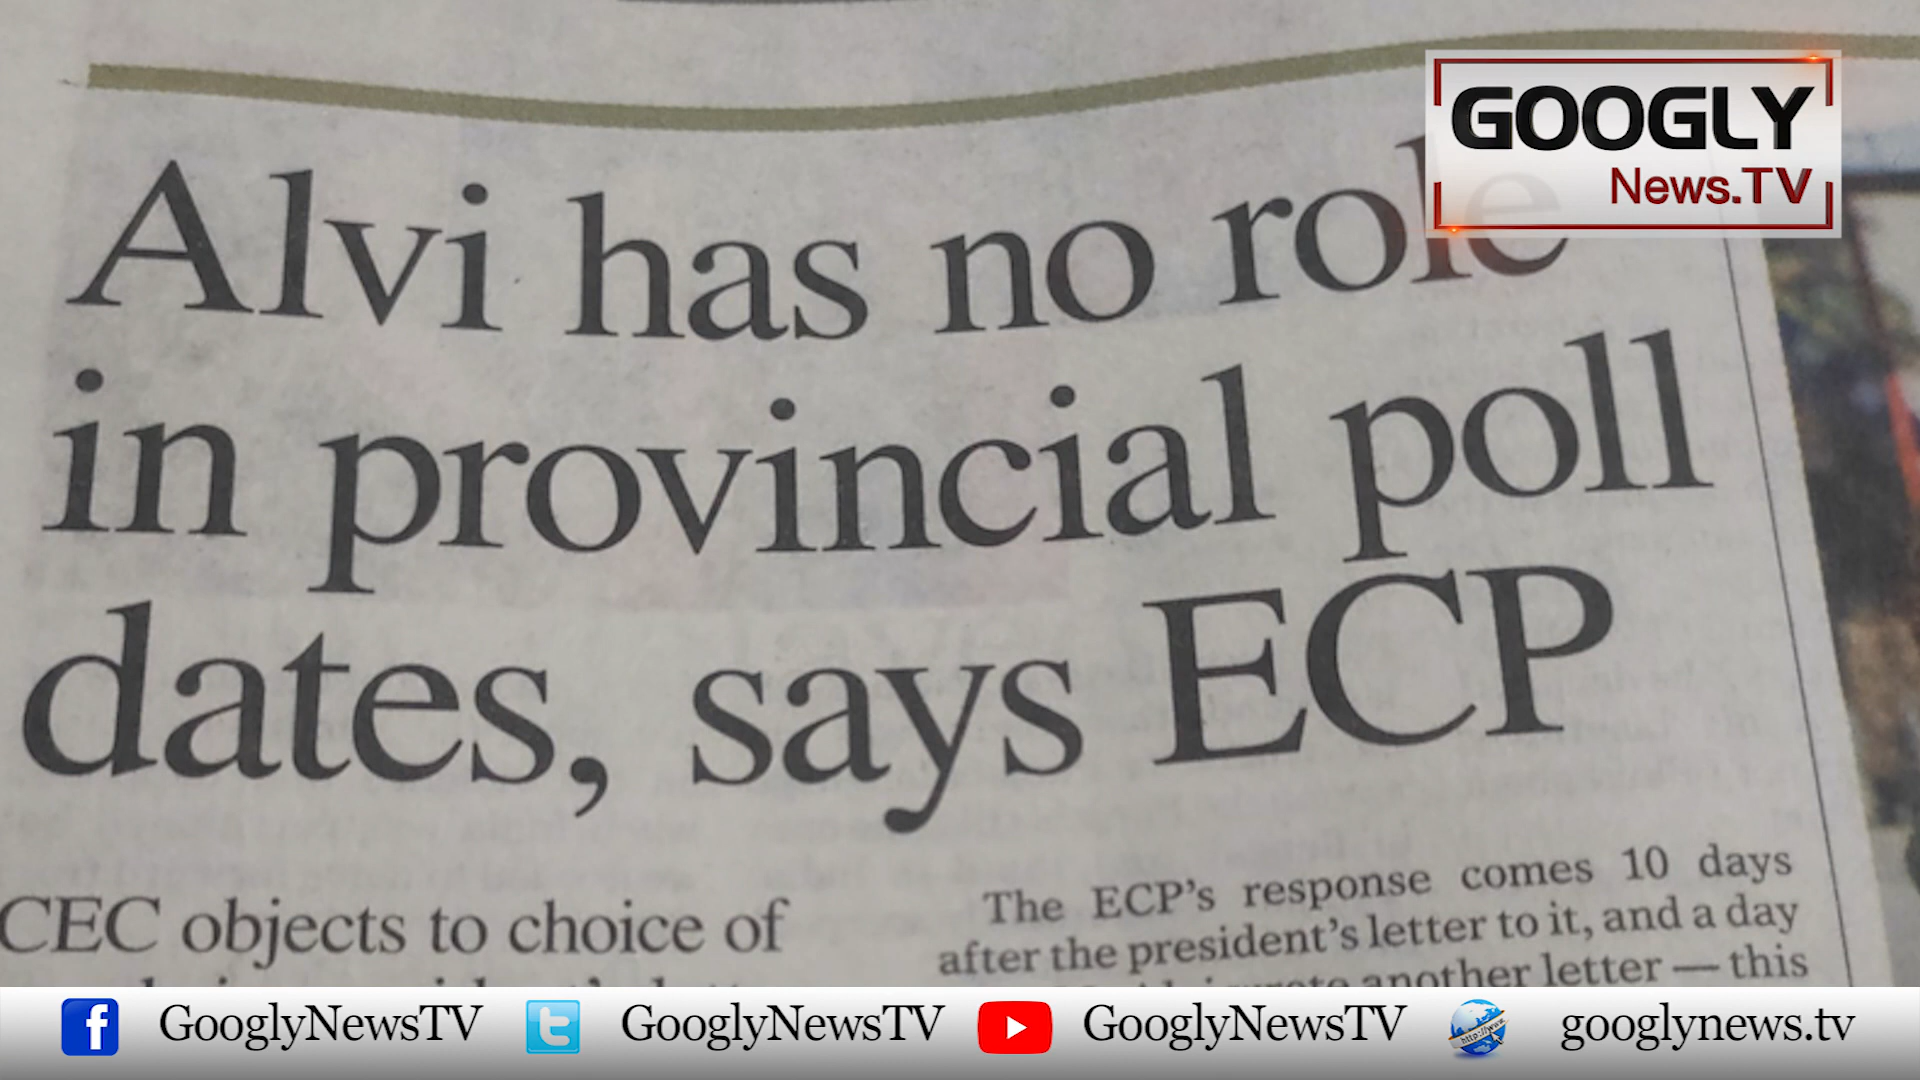 GOOGLY
News.TV
Alvi has no role
in provincial poll
dates, says ECP
CEC objects to choice of
The ECP's response comes 10 days
after the president's letter to it, and a day
another letter — this
GooglyNewsTV
GooglyNewsTV
GooglyNewsTV
googlynews.tv